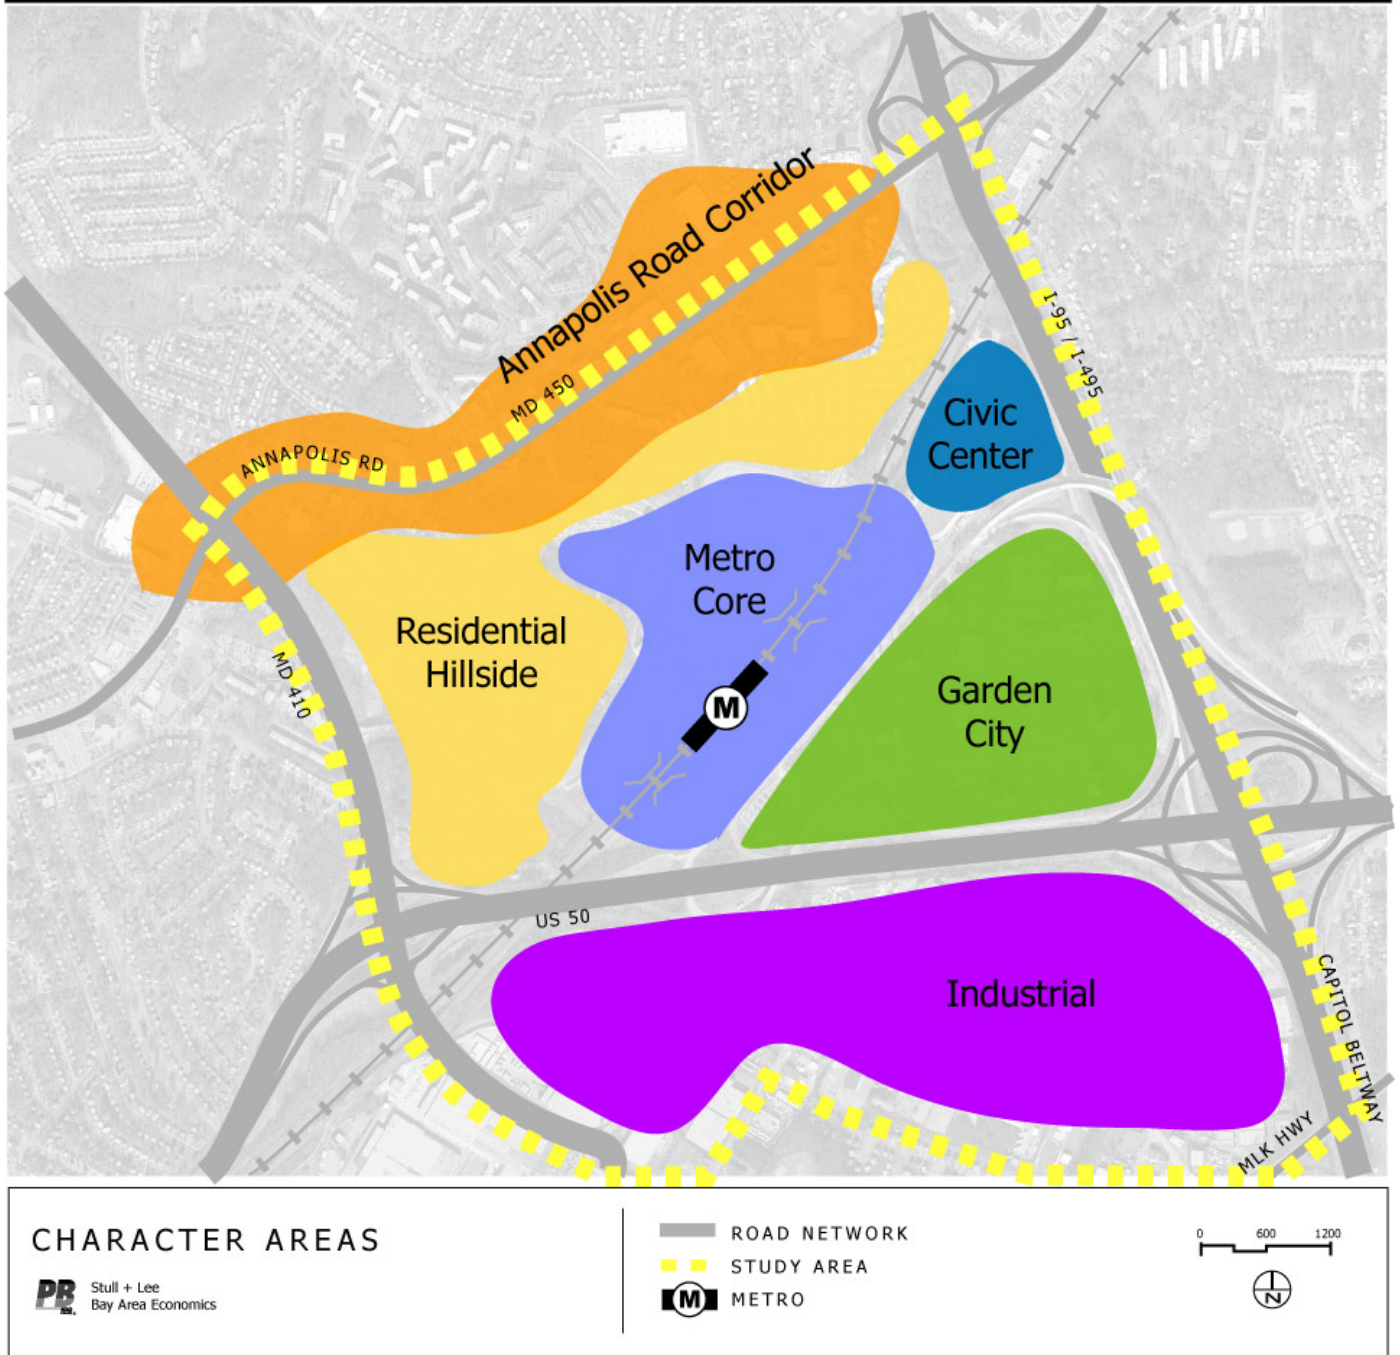 Annapolis Road Corridor
MD 450
ANNAPOLIS RD
I-95 / I-495
Civic
Center
Metro
Core
Residential
Hillside
MD 410
M
Garden
City
US 50
Industrial
CAPITOL BELTWAY
MLK HWY
CHARACTER AREAS
PB
Stull + Lee
Bay Area Economics
ROAD NETWORK
STUDY AREA
M METRO
0 600 1200
N